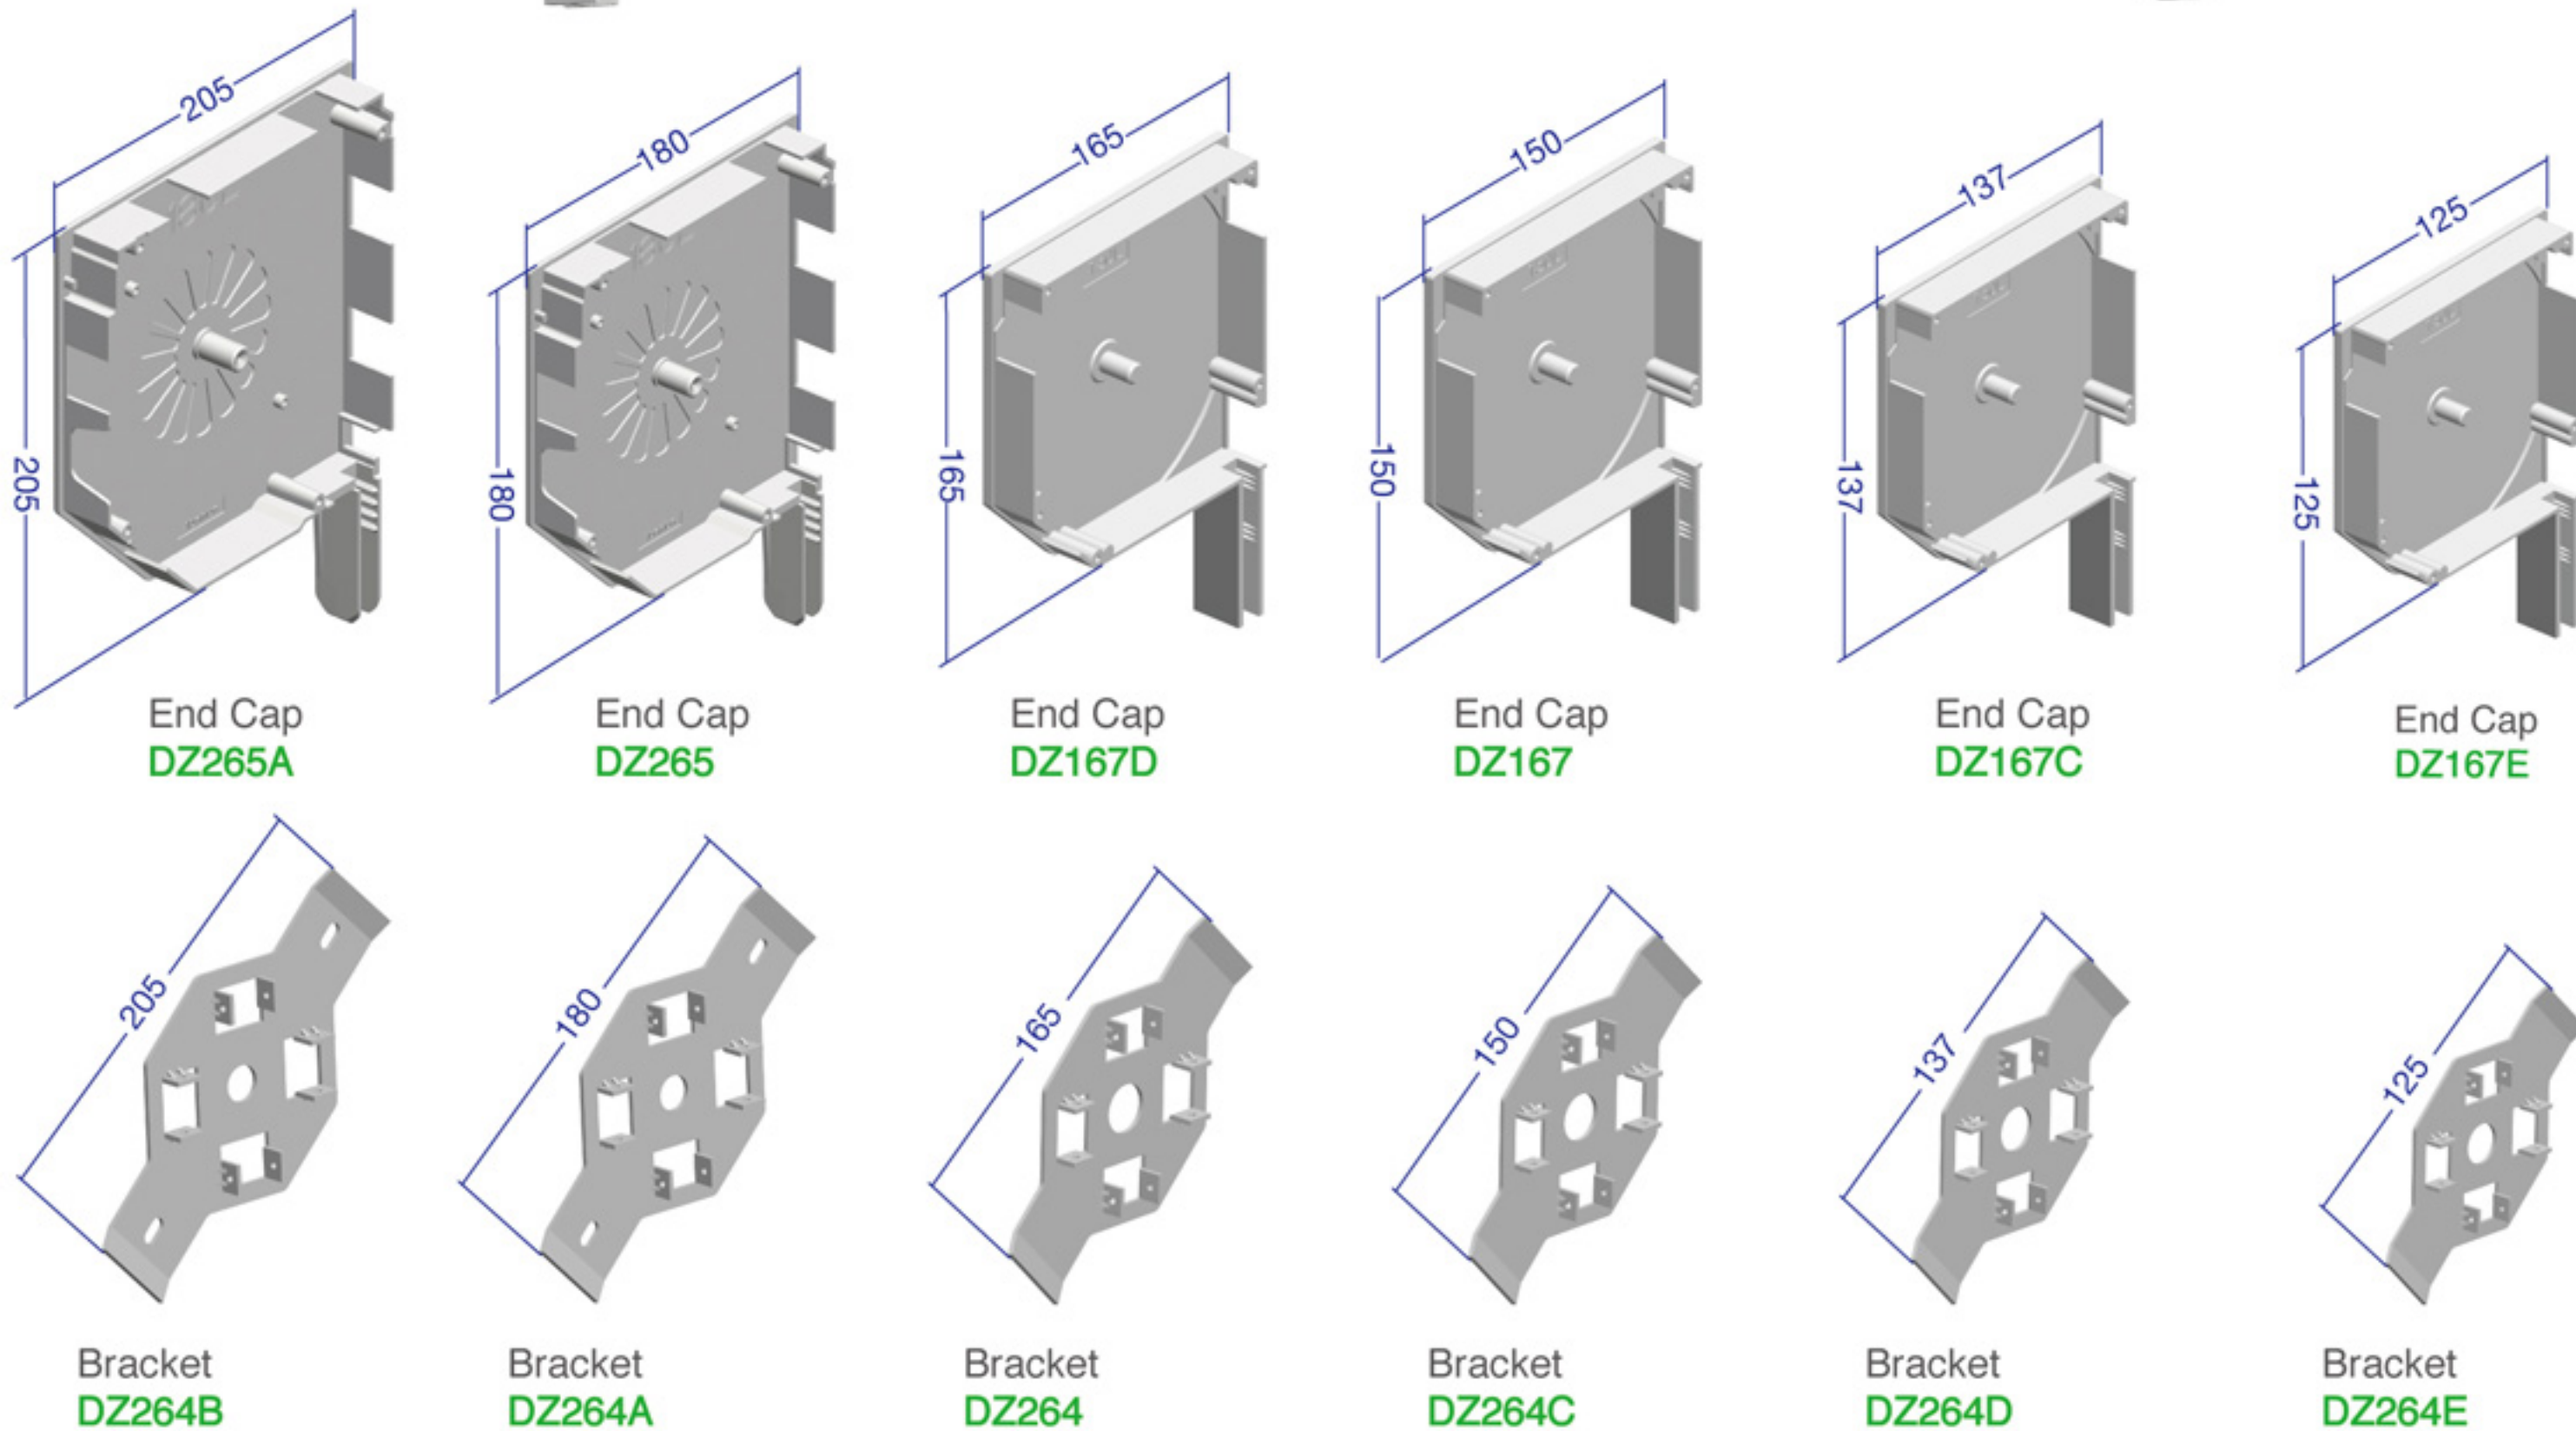 205
180
165
150
137
125
205
180
165
150
137
125
End Cap
DZ265A
End Cap
DZ265
End Cap
DZ167D
End Cap
DZ167
End Cap
DZ167C
End Cap
DZ167E
205
180
165
150
137
125
Bracket
DZ264B
Bracket
DZ264A
Bracket
DZ264
Bracket
DZ264C
Bracket
DZ264D
Bracket
DZ264E